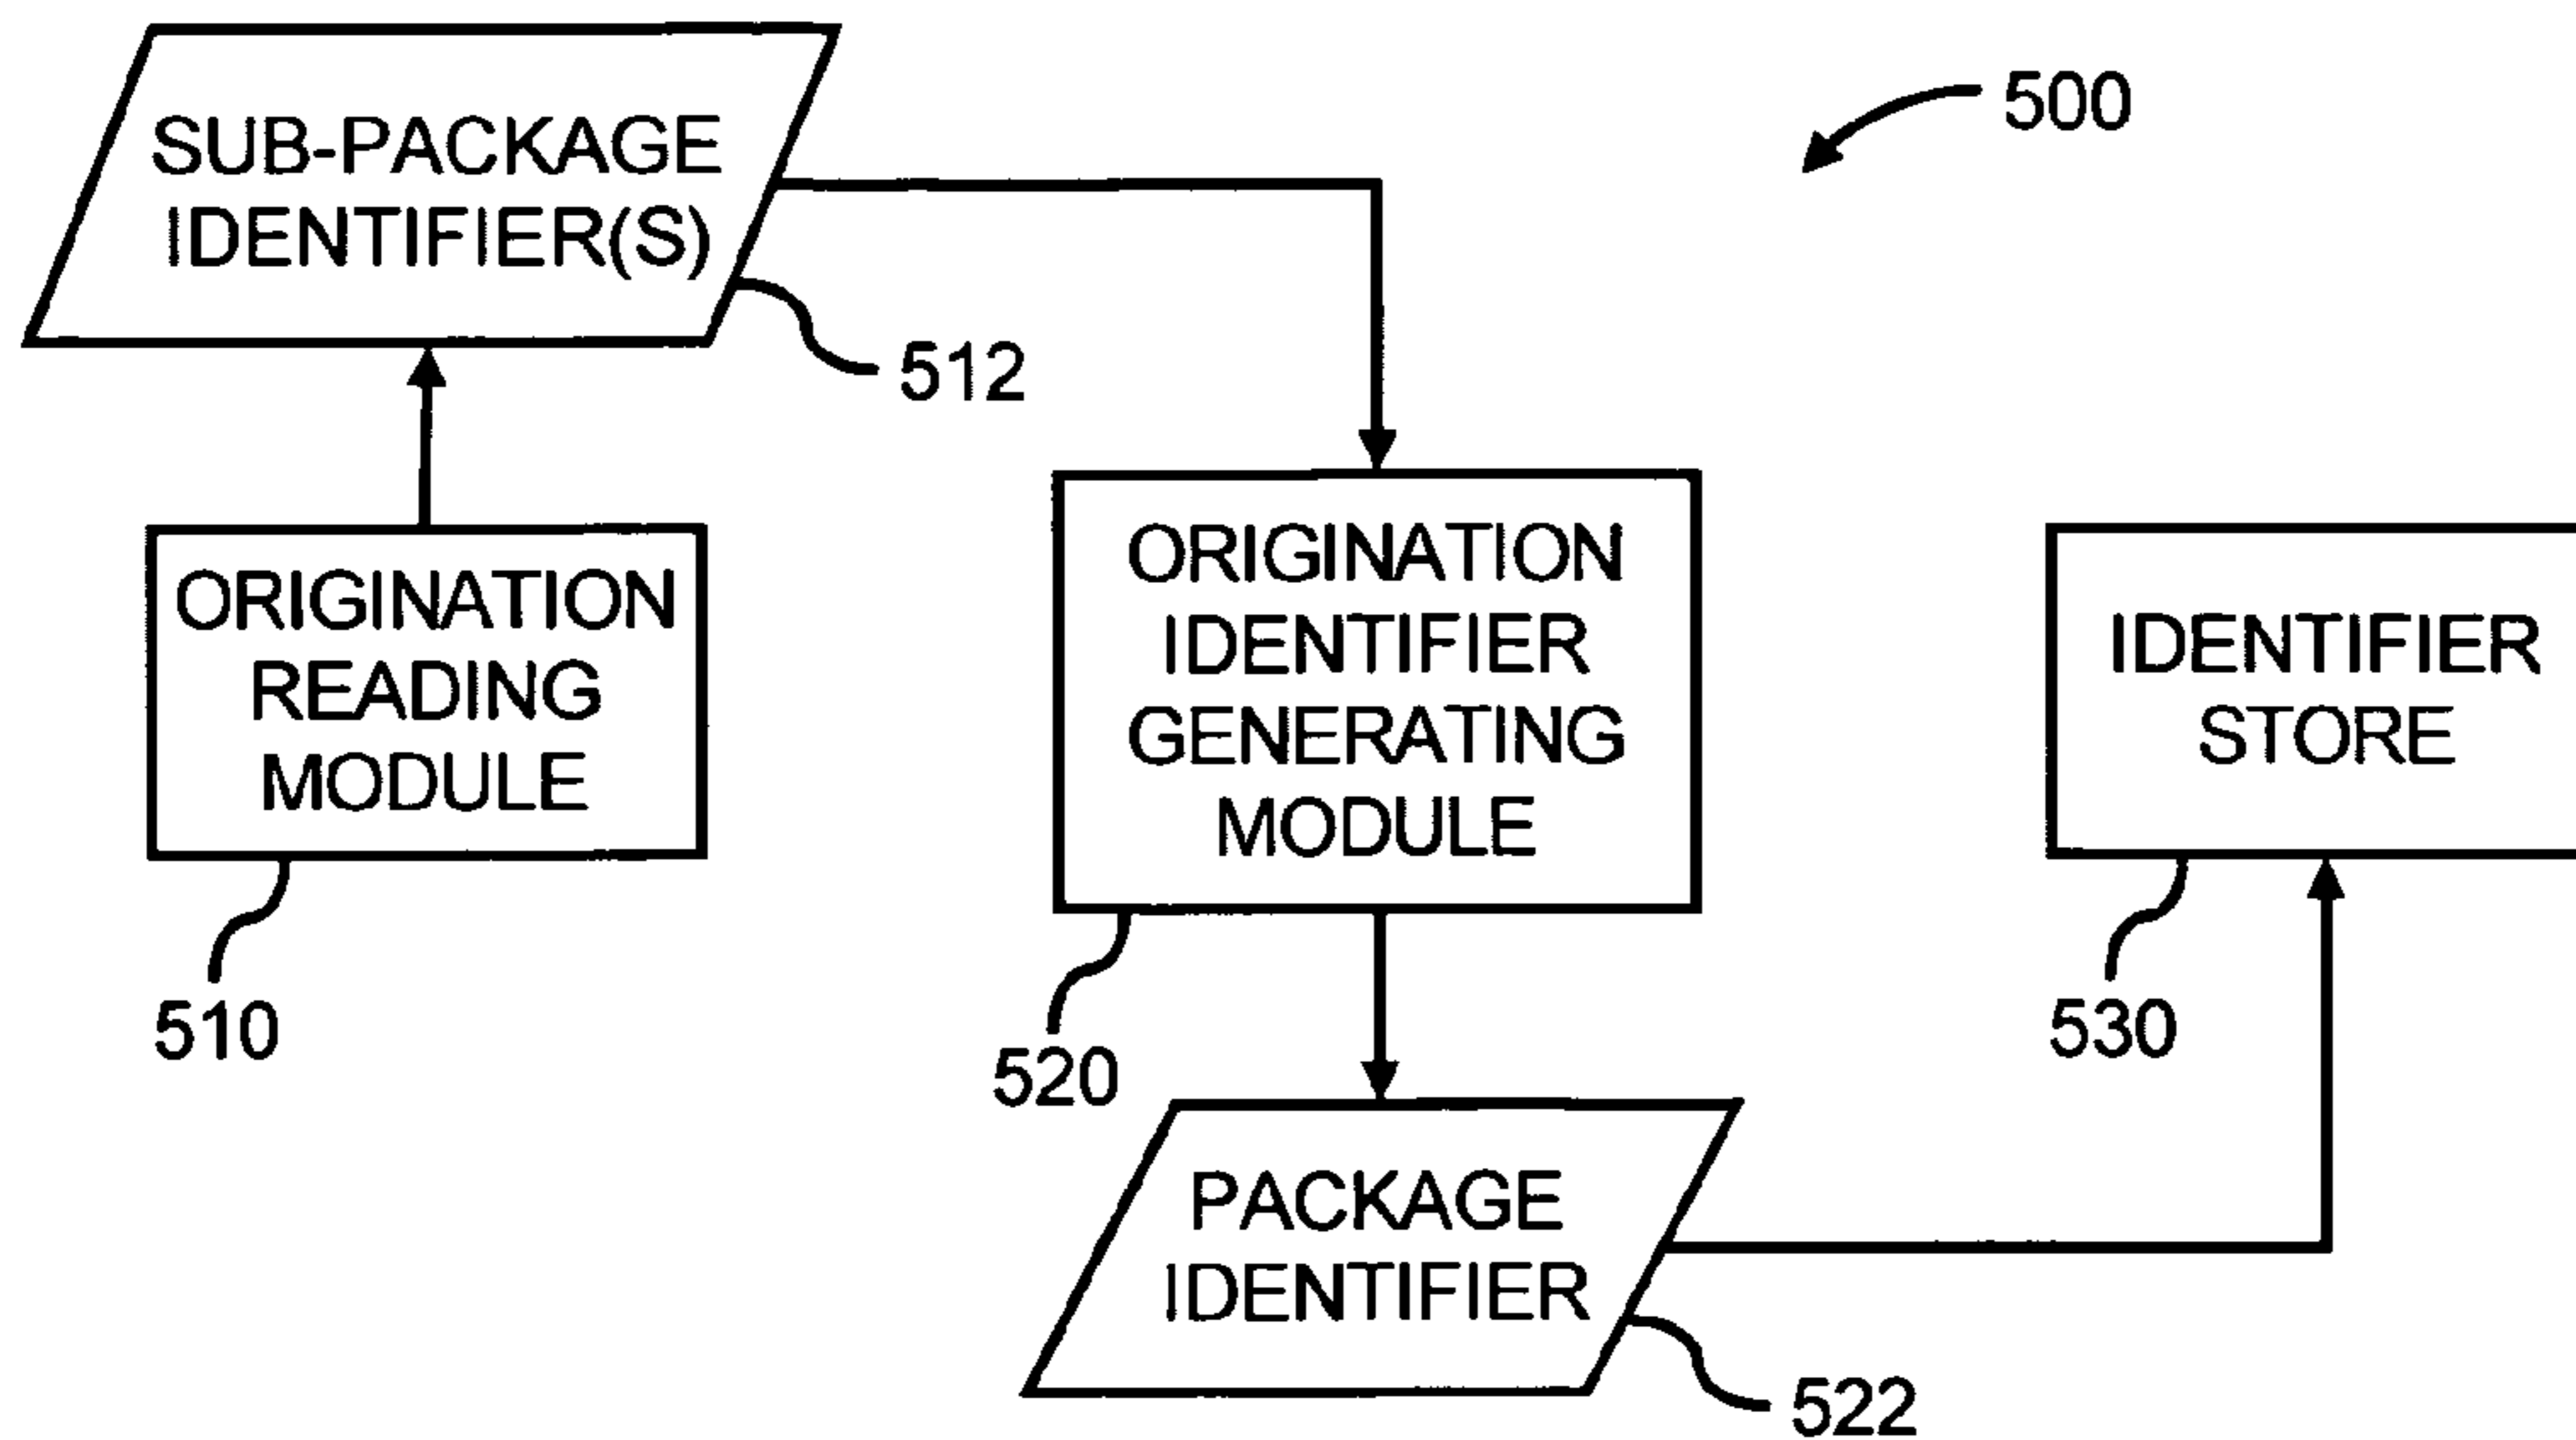 SUB-PACKAGE
IDENTIFIER(S)
512
500
ORIGINATION
READING
MODULE
510
ORIGINATION
IDENTIFIER
GENERATING
MODULE
520
IDENTIFIER
STORE
530
PACKAGE
IDENTIFIER
522